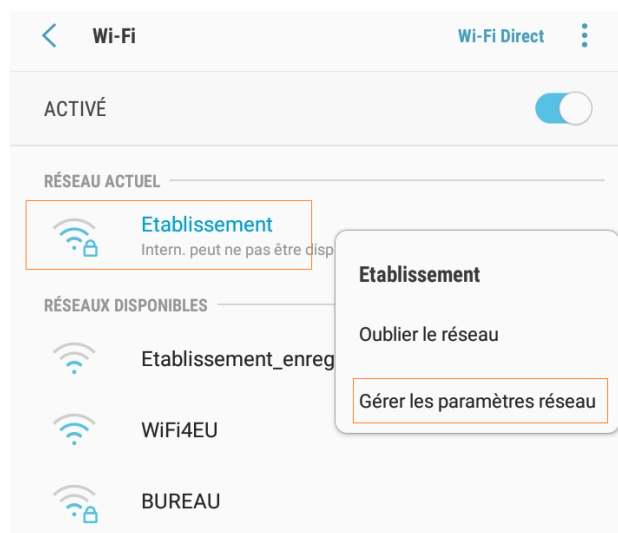 Wi-Fi
Wi-Fi Direct
ACTIVÉ
RÉSEAU ACTUEL
Etablissement
Intern. peut ne pas être disp
Etablissement
Oublier le réseau
Gérer les paramètres réseau
RÉSEAUX DISPONIBLES
Etablissement_enreg
WiFi4EU
BUREAU